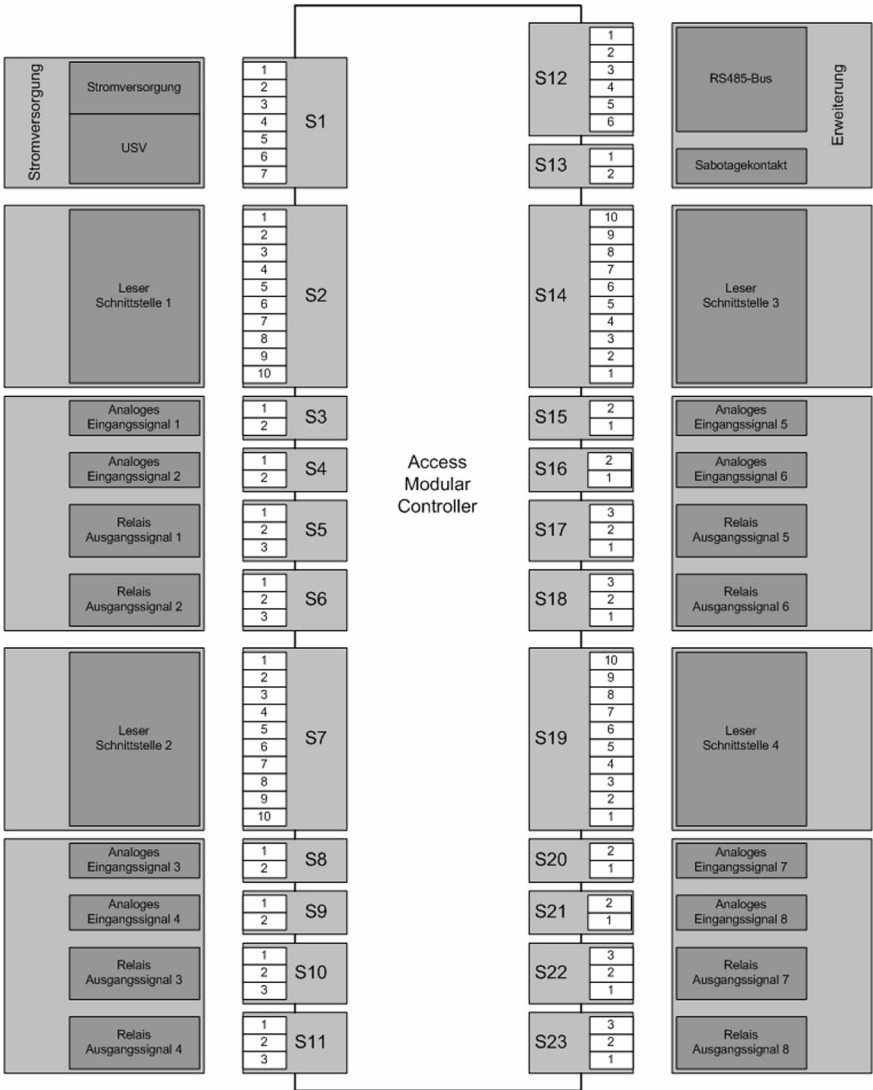 Stromversorgung
Stromversorgung
USV
1
2
3
4
5
6
7
S1
Leser
Schnittstelle 1
1
2
3
4
5
6
7
8
9
10
S2
Analoges
Eingangssignal 1
1
2
S3
Analoges
Eingangssignal 2
1
2
S4
Relais
Ausgangssignal 1
1
2
3
S5
Relais
Ausgangssignal 2
1
2
3
S6
Leser
Schnittstelle 2
1
2
3
4
5
6
7
8
9
10
S7
Analoges
Eingangssignal 3
1
2
S8
Analoges
Eingangssignal 4
1
2
S9
Relais
Ausgangssignal 3
1
2
3
S10
Relais
Ausgangssignal 4
1
2
3
S11
Access
Modular
Controller
S12
1
2
3
4
5
6
RS485-Bus
Erweiterung
S13
1
2
Sabotagekontakt
S14
10
9
8
7
6
5
4
3
2
1
Leser
Schnittstelle 3
S15
2
1
Analoges
Eingangssignal 5
S16
2
1
Analoges
Eingangssignal 6
S17
3
2
1
Relais
Ausgangssignal 5
S18
3
2
1
Relais
Ausgangssignal 6
S19
10
9
8
7
6
5
4
3
2
1
Leser
Schnittstelle 4
S20
2
1
Analoges
Eingangssignal 7
S21
2
1
Analoges
Eingangssignal 8
S22
3
2
1
Relais
Ausgangssignal 7
S23
3
2
1
Relais
Ausgangssignal 8